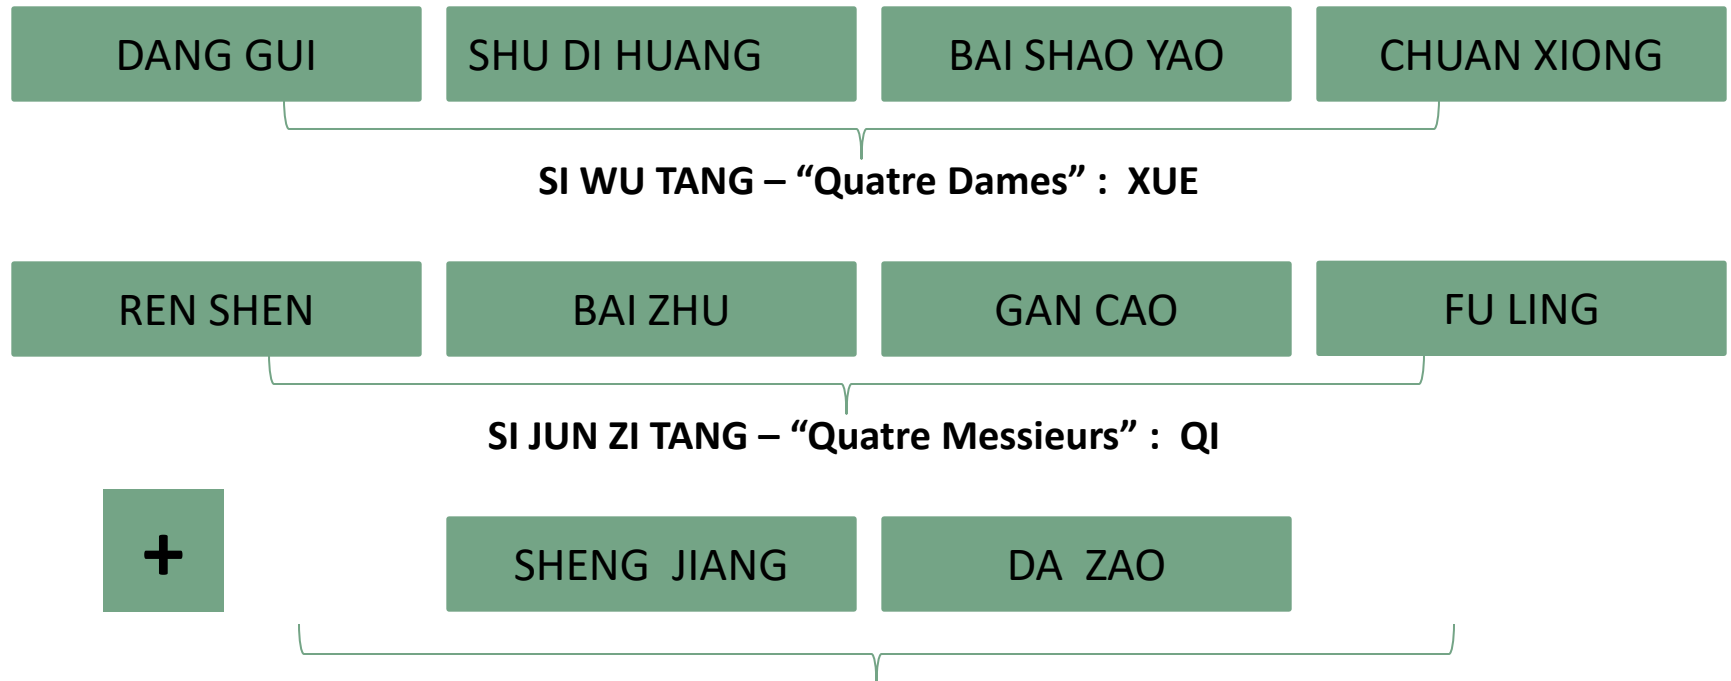 DANG GUI
SHU DI HUANG
BAI SHAO YAO
CHUAN XIONG
SI WU TANG – “Quatre Dames” : XUE
REN SHEN
BAI ZHU
GAN CAO
FU LING
SI JUN ZI TANG – “Quatre Messieurs” : QI
+
SHENG JIANG
DA ZAO